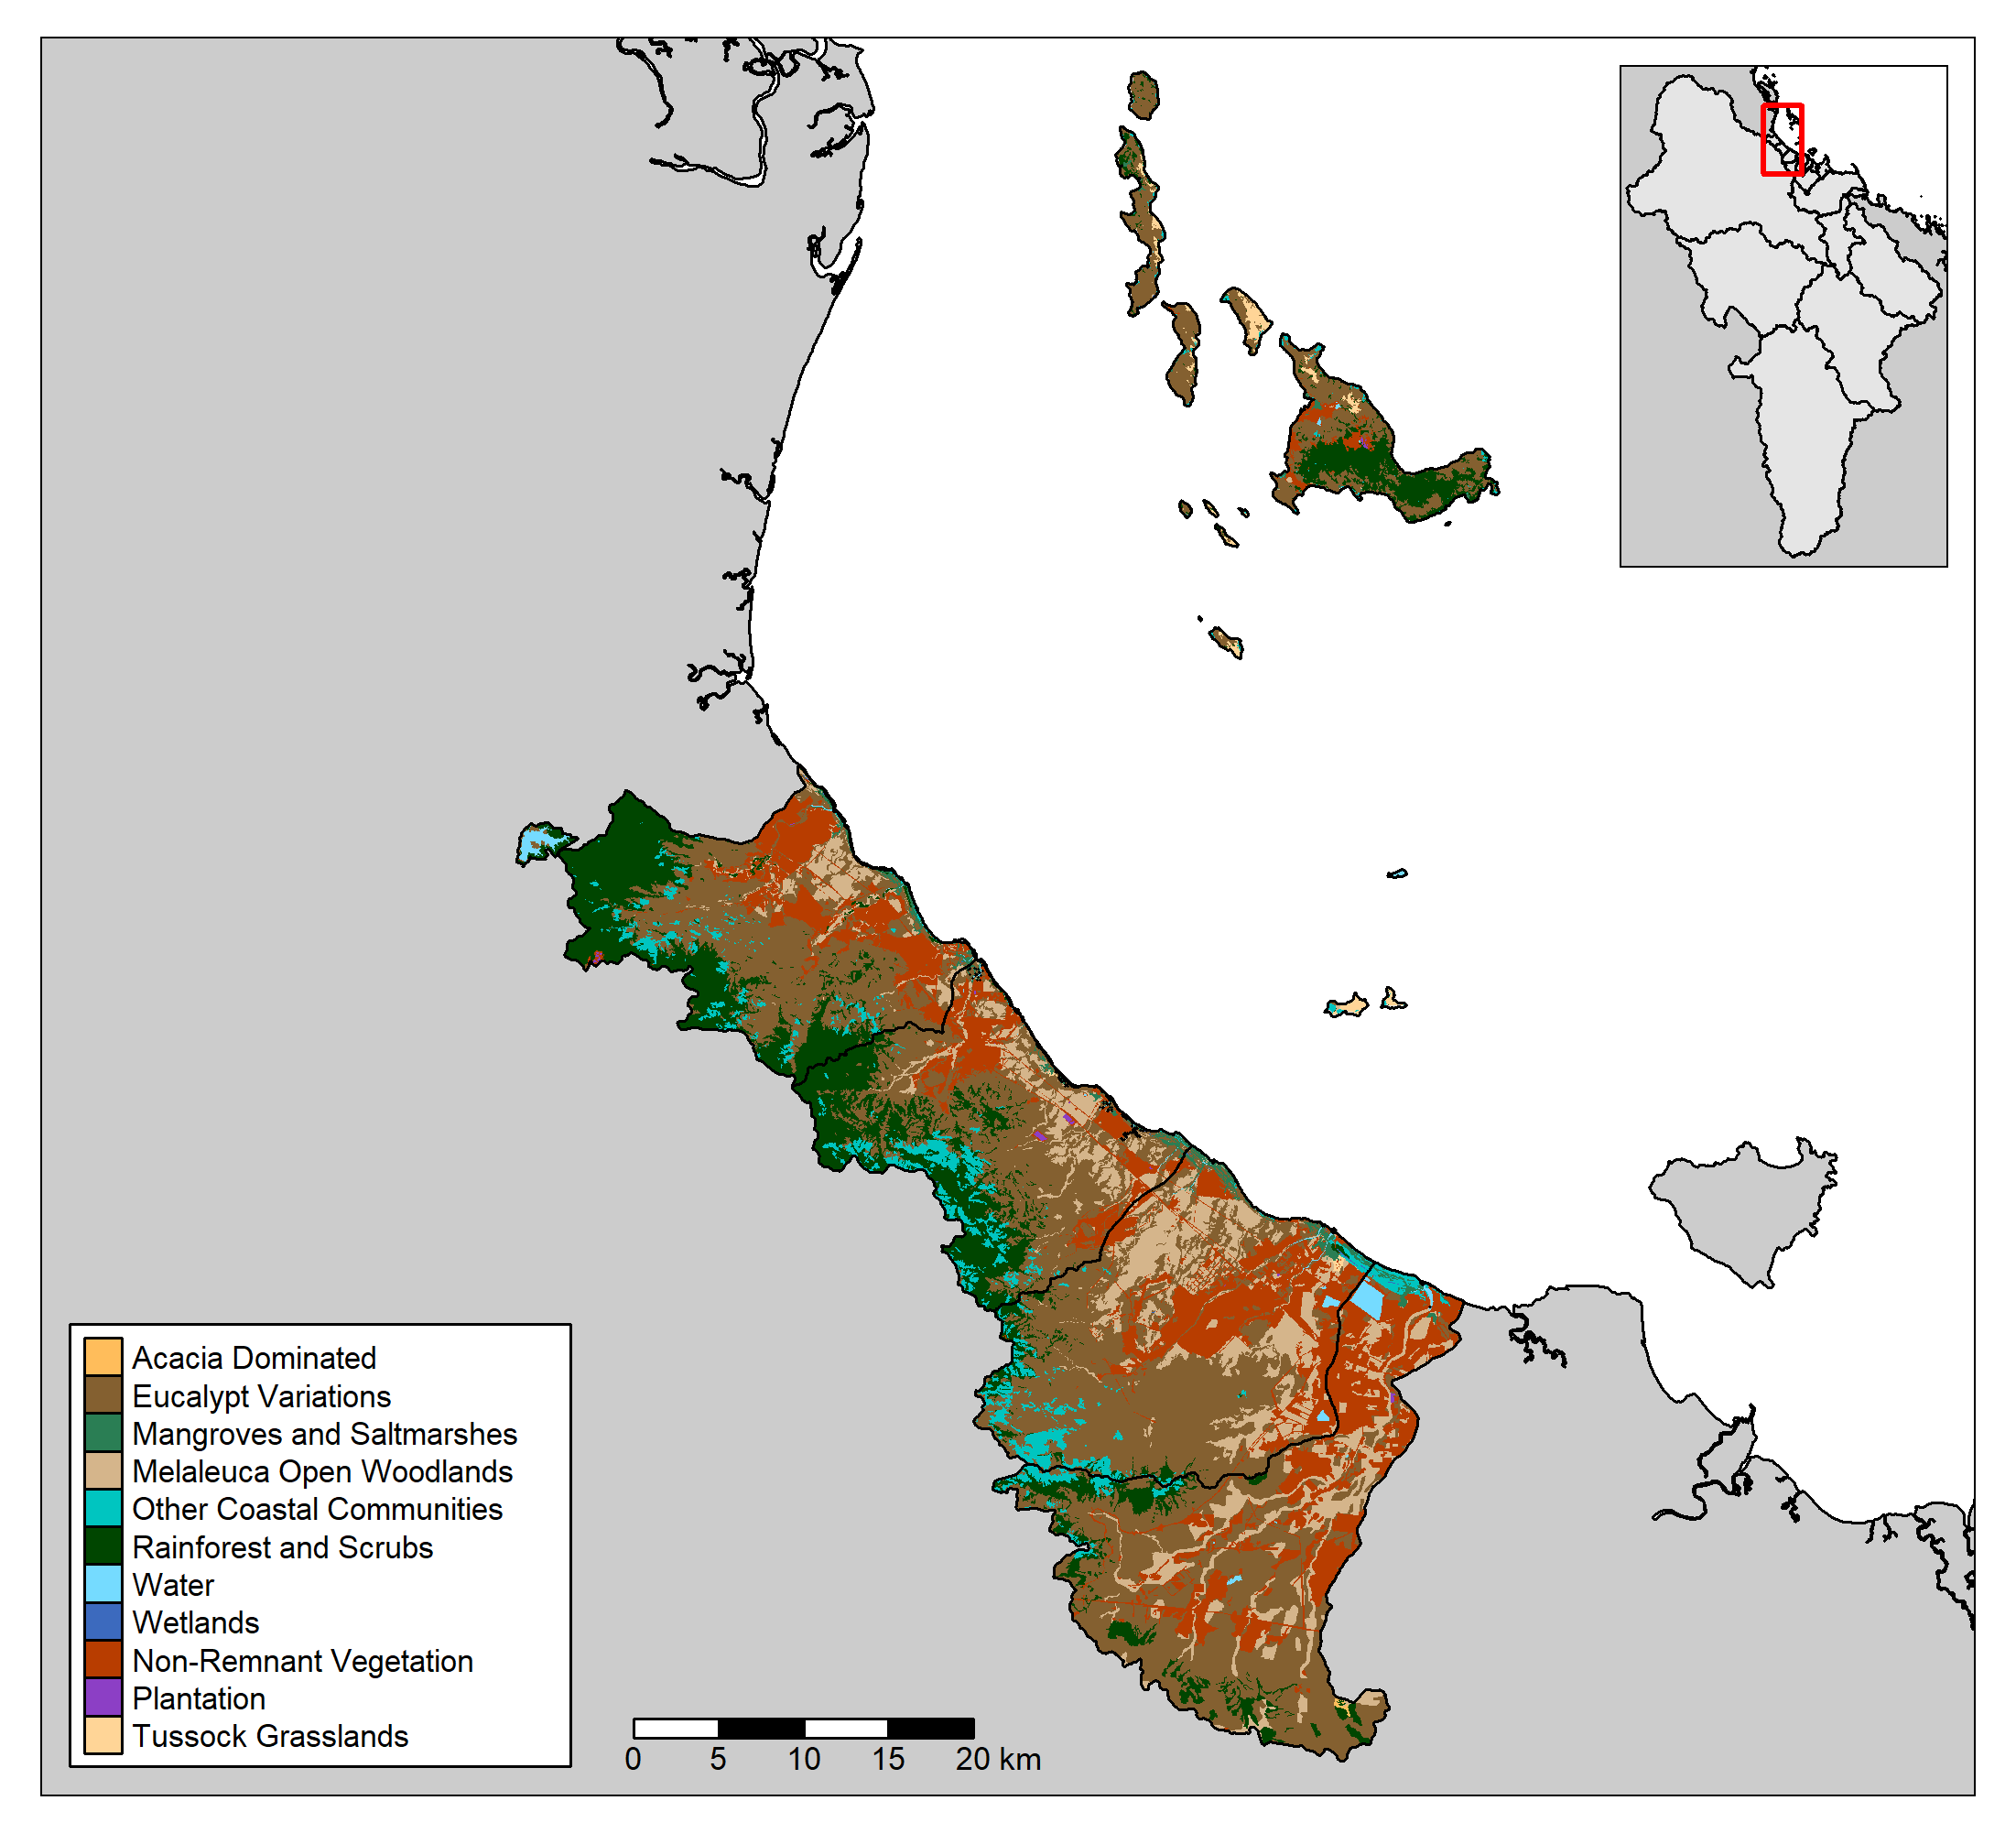 Acacia Dominated
Eucalypt Variations
Mangroves and Saltmarshes
Melaleuca Open Woodlands
Other Coastal Communities
Rainforest and Scrubs
Water
Wetlands
Non-Remnant Vegetation
Plantation
Tussock Grasslands
0 5 10 15 20 km